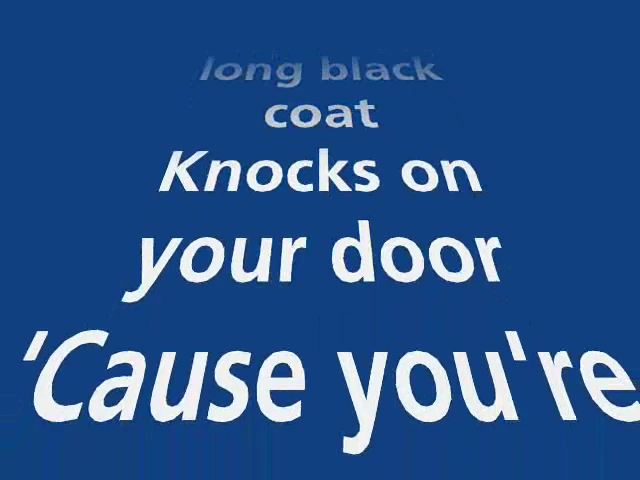 long black
coat
Knocks on
your door
'Cause you're